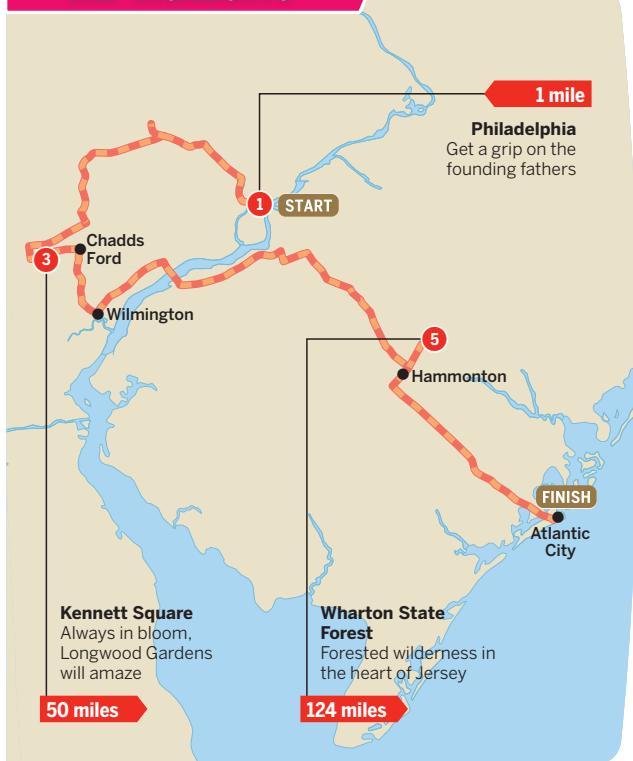 1 mile
Philadelphia
Get a grip on the
founding fathers
1
START
Chadds
Ford
3
Wilmington
5
Hammonton
FINISH
Atlantic
City
Kennett Square
Always in bloom,
Longwood Gardens
will amaze
50 miles
Wharton State
Forest
Forested wilderness in
the heart of Jersey
124 miles